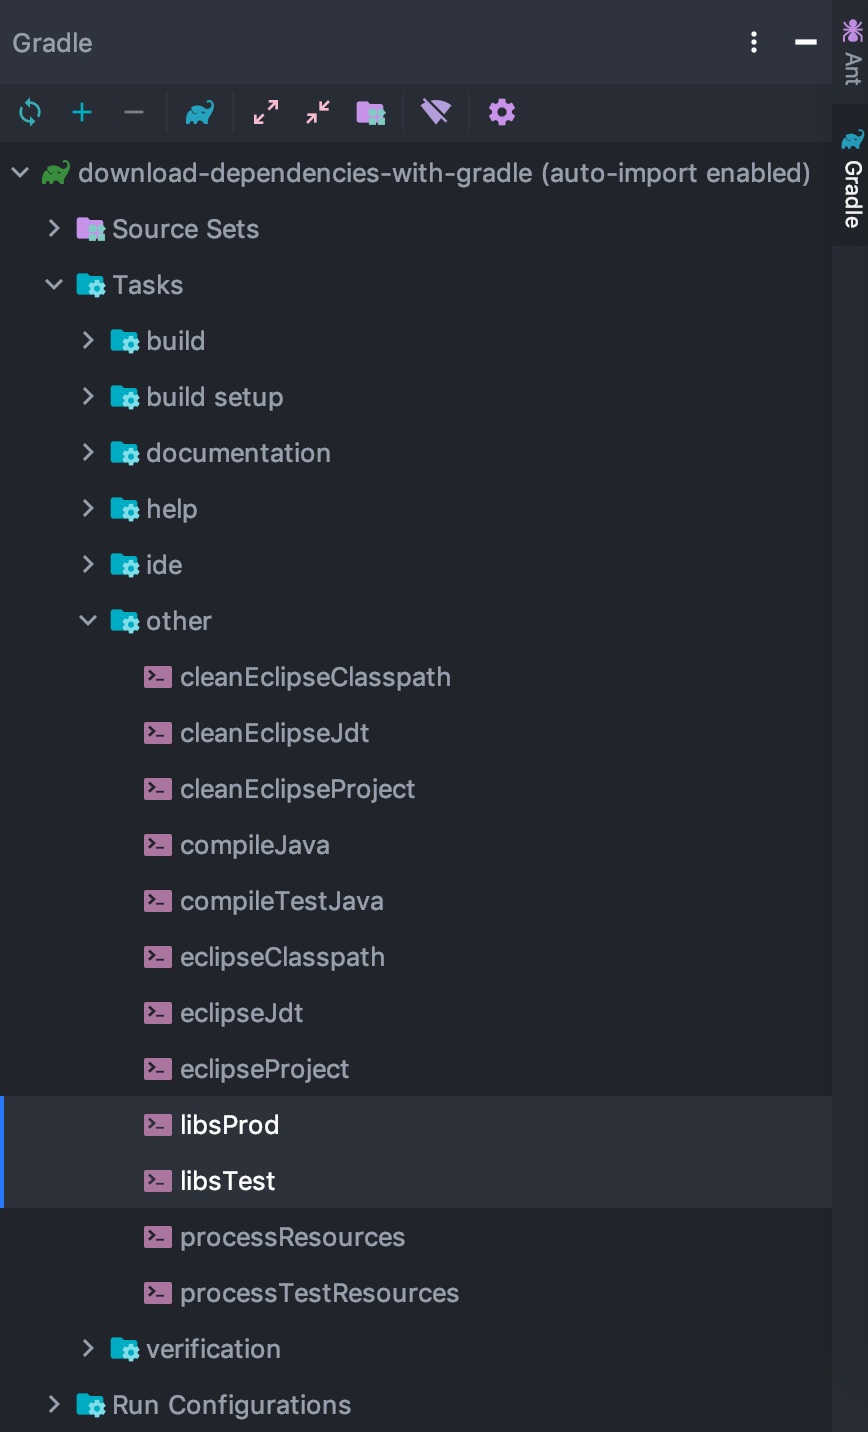 Gradle
Ant
Gradle
download-dependencies-with-gradle (auto-import enabled)
Source Sets
Tasks
build
build setup
documentation
help
ide
other
cleanEclipseClasspath
cleanEclipseJdt
cleanEclipseProject
compileJava
compileTestJava
eclipseClasspath
eclipseJdt
eclipseProject
libsProd
libsTest
processResources
processTestResources
verification
Run Configurations